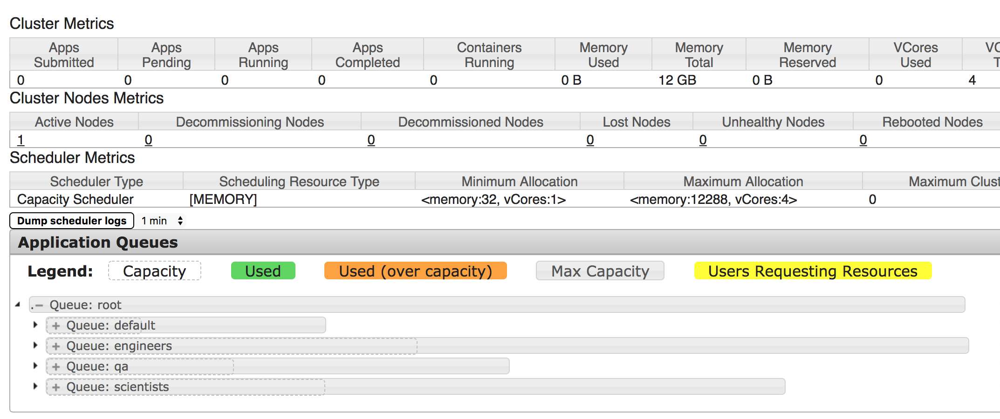 Cluster Metrics
Apps Submitted Apps Pending Apps Running Apps Completed Containers Running Memory Used Memory Total Memory Reserved VCores Used
0 0 0 0 0 0 B 12 GB 0 B 0 4
Cluster Nodes Metrics
Active Nodes Decommissioning Nodes Decommissioned Nodes Lost Nodes Unhealthy Nodes Rebooted Nodes
1 0 0 0 0 0
Scheduler Metrics
Scheduler Type Scheduling Resource Type Minimum Allocation Maximum Allocation Maximum
Capacity Scheduler [MEMORY] <memory:32, vCores:1> <memory:12288, vCores:4> 0
Dump scheduler logs 1 min
Application Queues
Legend: Capacity Used Used (over capacity) Max Capacity Users Requesting Resources
.– Queue: root
+ Queue: default
+ Queue: engineers
+ Queue: qa
+ Queue: scientists